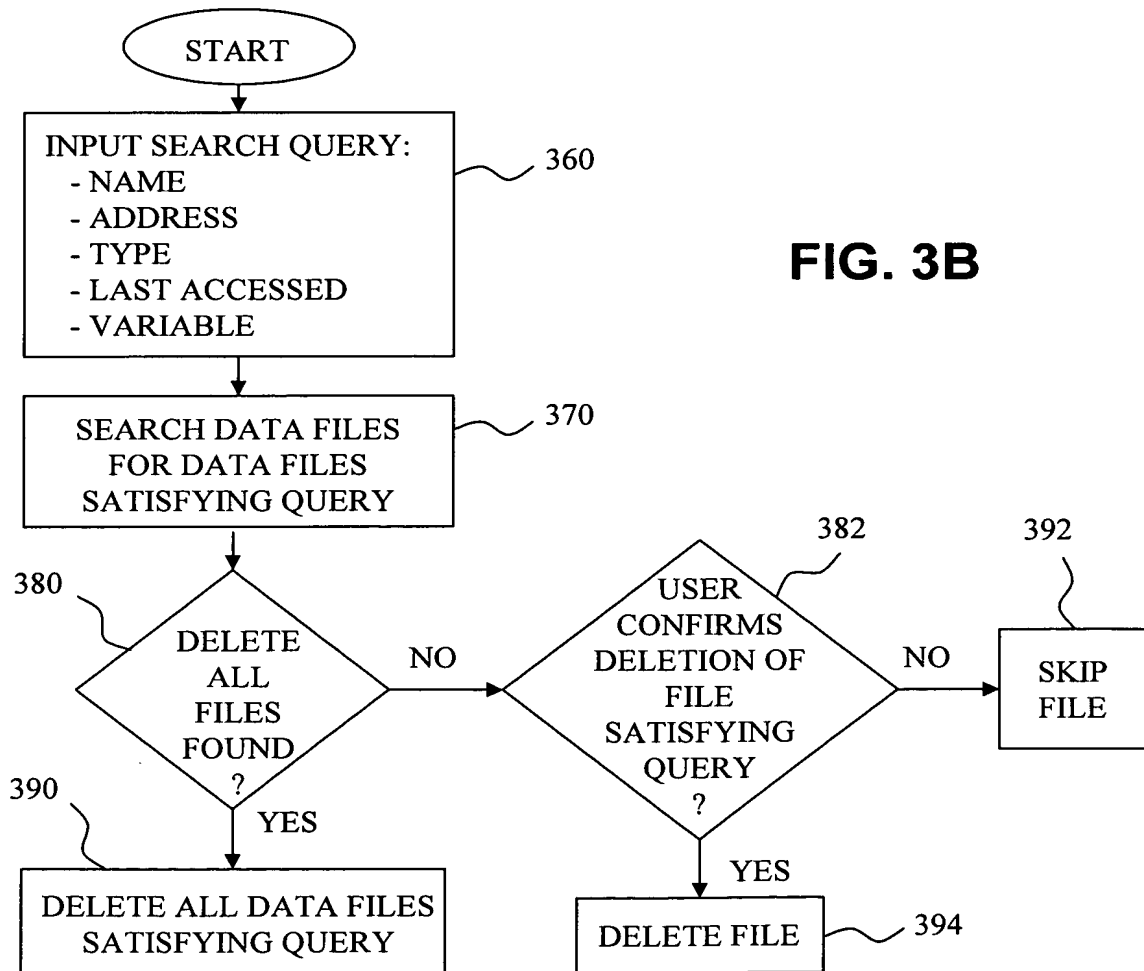 START
INPUT SEARCH QUERY:
- NAME
- ADDRESS
- TYPE
- LAST ACCESSED
- VARIABLE
360
FIG. 3B
SEARCH DATA FILES
FOR DATA FILES
SATISFYING QUERY
370
380
DELETE
ALL
FILES
FOUND
?
NO
382
USER
CONFIRMS
DELETION OF
FILE
SATISFYING
QUERY
?
NO
392
SKIP
FILE
390
YES
DELETE ALL DATA FILES
SATISFYING QUERY
YES
DELETE FILE
394